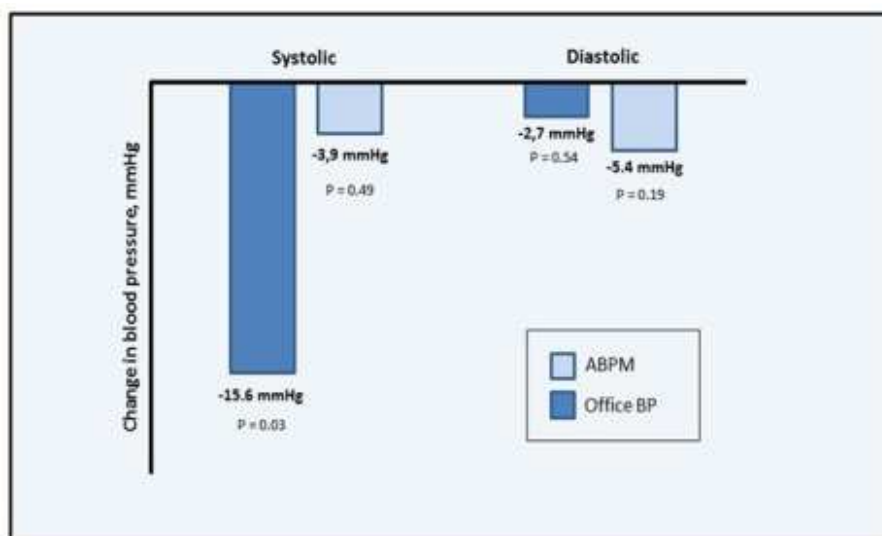 Systolic
Diastolic
Change in blood pressure, mmHg
-3,9 mmHg
P = 0.49
-2,7 mmHg
P = 0.54
-5.4 mmHg
P = 0.19
-15.6 mmHg
P = 0.03
ABPM
Office BP